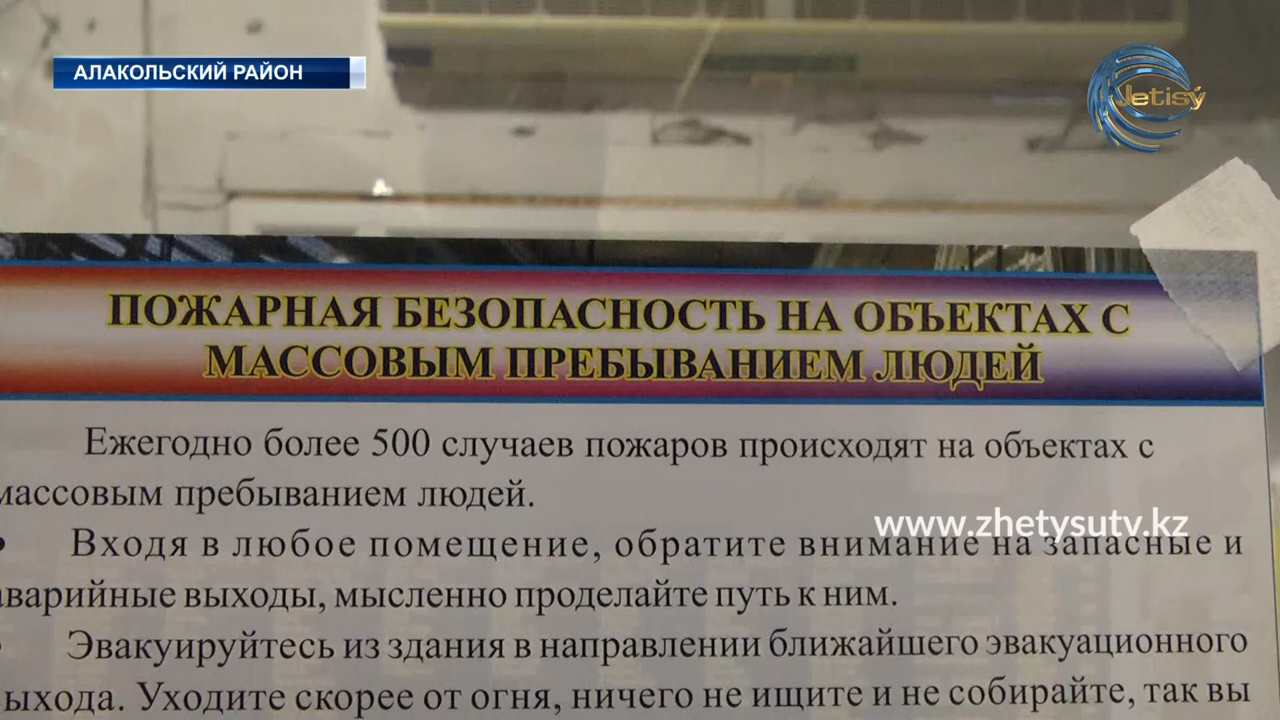 АЛАКОЛЬСКИЙ РАЙОН
Jetisý
ПОЖАРНАЯ БЕЗОПАСНОСТЬ НА ОБЪЕКТАХ С
МАССОВЫМ ПРЕБЫВАНИЕМ ЛЮДЕЙ
Ежегодно более 500 случаев пожаров происходят на объектах с
массовым пребыванием людей.
www.zhetysutv.kz
• Входя в любое помещение, обратите внимание на запасные и
аварийные выходы, мысленно проделайте путь к ним.
• Эвакуируйтесь из здания в направлении ближайшего эвакуационного
выхода. Уходите скорее от огня, ничего не ищите и не собирайте, так вы